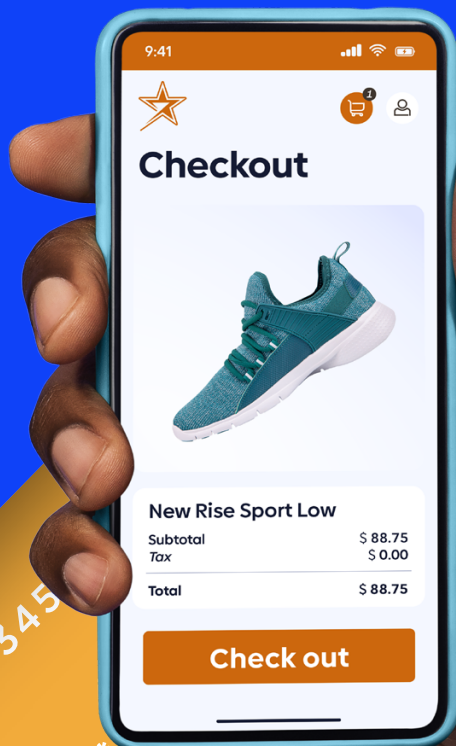 9:41
1
Checkout
New Rise Sport Low
Subtotal $ 88.75
Tax $ 0.00
Total $ 88.75
Check out
345